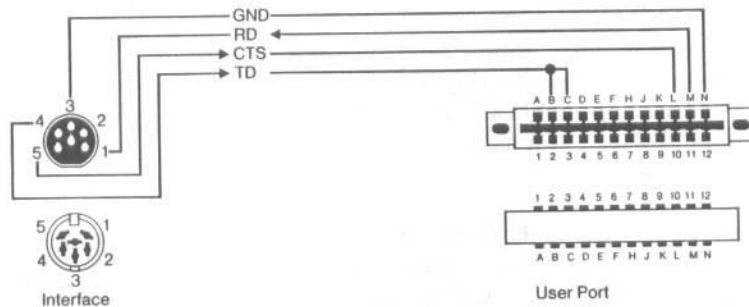 GND
RD
CTS
TD
3
4 2
5 1
A B C D E F H J K L M N
1 2 3 4 5 6 7 8 9 10 11 12
5 1
4 2
3
Interface
1 2 3 4 5 6 7 8 9 10 11 12
A B C D E F H J K L M N
User Port